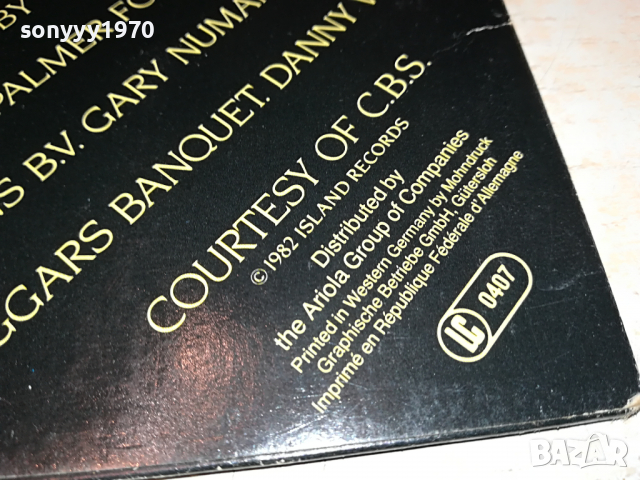 sonyyy1970
BY
PALMER FO
S B.V. GARY NUMA
GGARS BANQUET. DANNY
COURTESY OF C.B.S.
© 1982 ISLAND RECORDS
Distributed by
the Ariola Group of Companies
Printed in Western Germany by Mohndruck
Graphische Betriebe GmbH, Gütersloh
Imprimé en République Fédérale d'Allemagne
LC 0407
BAZAR